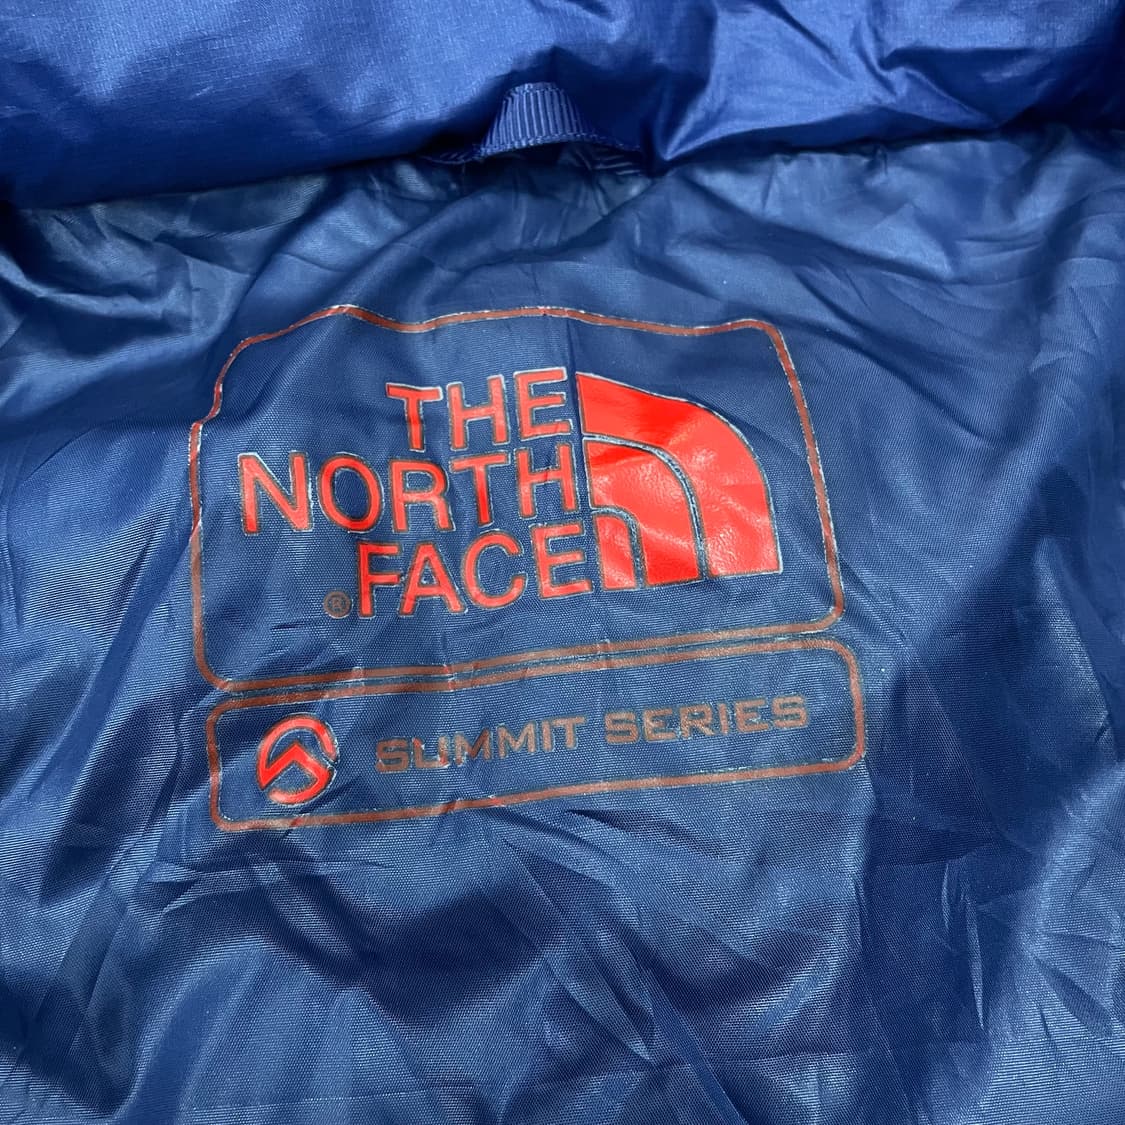 THE
NORTH
®FACE
SUMMIT SERIES